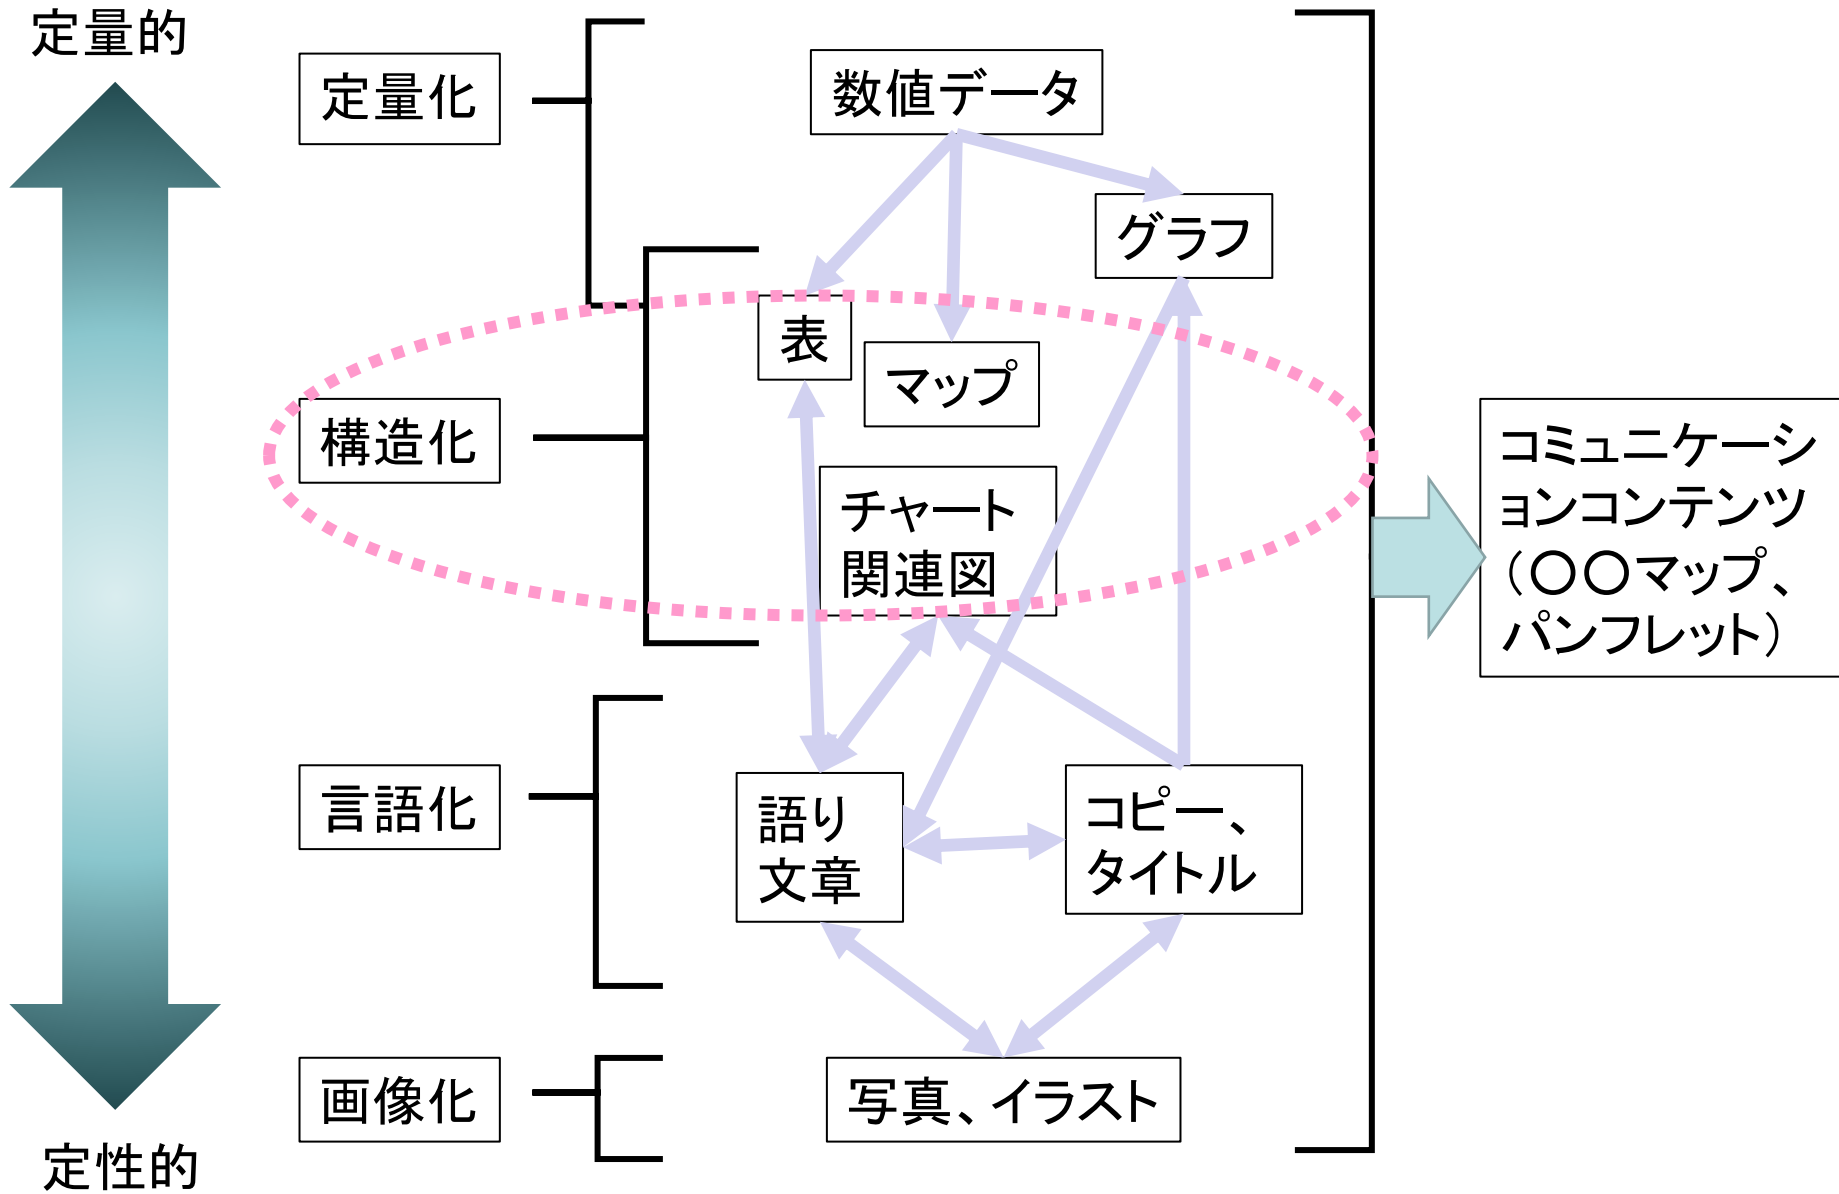 定量的
定量化
数値データ
グラフ
表
マップ
構造化
チャート
関連図
コミュニケーシ
ョンコンテンツ
（〇〇マップ、
パンフレット）
言語化
語り
文章
コピー、
タイトル
画像化
写真、イラスト
定性的